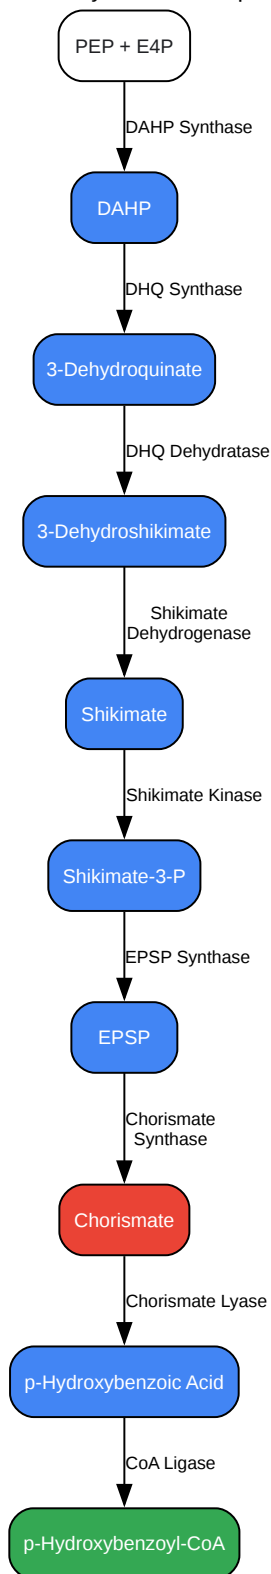 PEP + E4P
DAHP Synthase
DAHP
DHQ Synthase
3-Dehydroquinate
DHQ Dehydratase
3-Dehydroshikimate
Shikimate
Dehydrogenase
Shikimate
Shikimate Kinase
Shikimate-3-P
EPSP Synthase
EPSP
Chorismate
Synthase
Chorismate
Chorismate Lyase
p-Hydroxybenzoic Acid
CoA Ligase
p-Hydroxybenzoyl-CoA